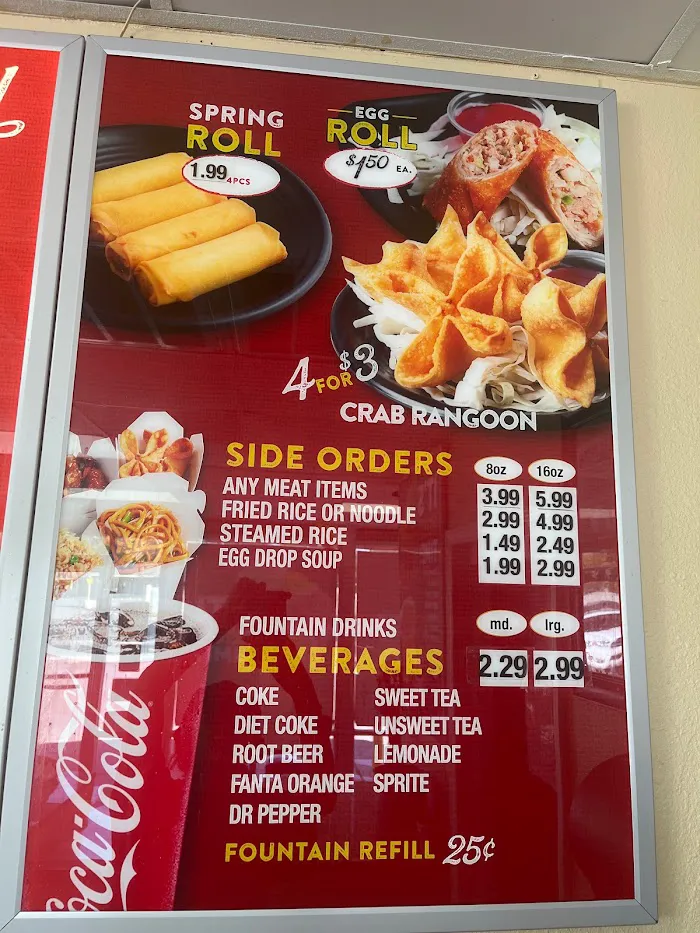 SPRING
ROLL
1.99 4PCS
EGG
ROLL
$1.50 EA.
4 FOR $3
CRAB RANGOON
SIDE ORDERS 8oz 16oz
ANY MEAT ITEMS 3.99 5.99
FRIED RICE OR NOODLE 2.99 4.99
STEAMED RICE 1.49 2.49
EGG DROP SOUP 1.99 2.99
FOUNTAIN DRINKS md. lrg.
BEVERAGES 2.29 2.99
COKE SWEET TEA
DIET COKE UNSWEET TEA
ROOT BEER LEMONADE
FANTA ORANGE SPRITE
DR PEPPER
FOUNTAIN REFILL 25¢
Coca-Cola